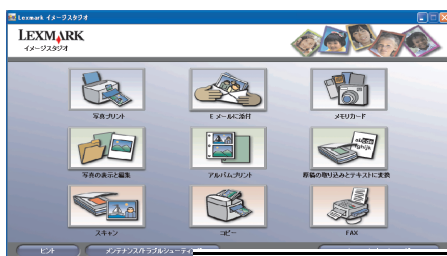 Lexmark イメージスタジオ
LEXMARK
イメージスタジオ
写真プリント
E メールに添付
メモリカード
写真の表示と編集
アルバムプリント
原稿の取り込みとテキストに変換
スキャン
コピー
FAX
ヒント
メンテナンス/トラブルシューティング